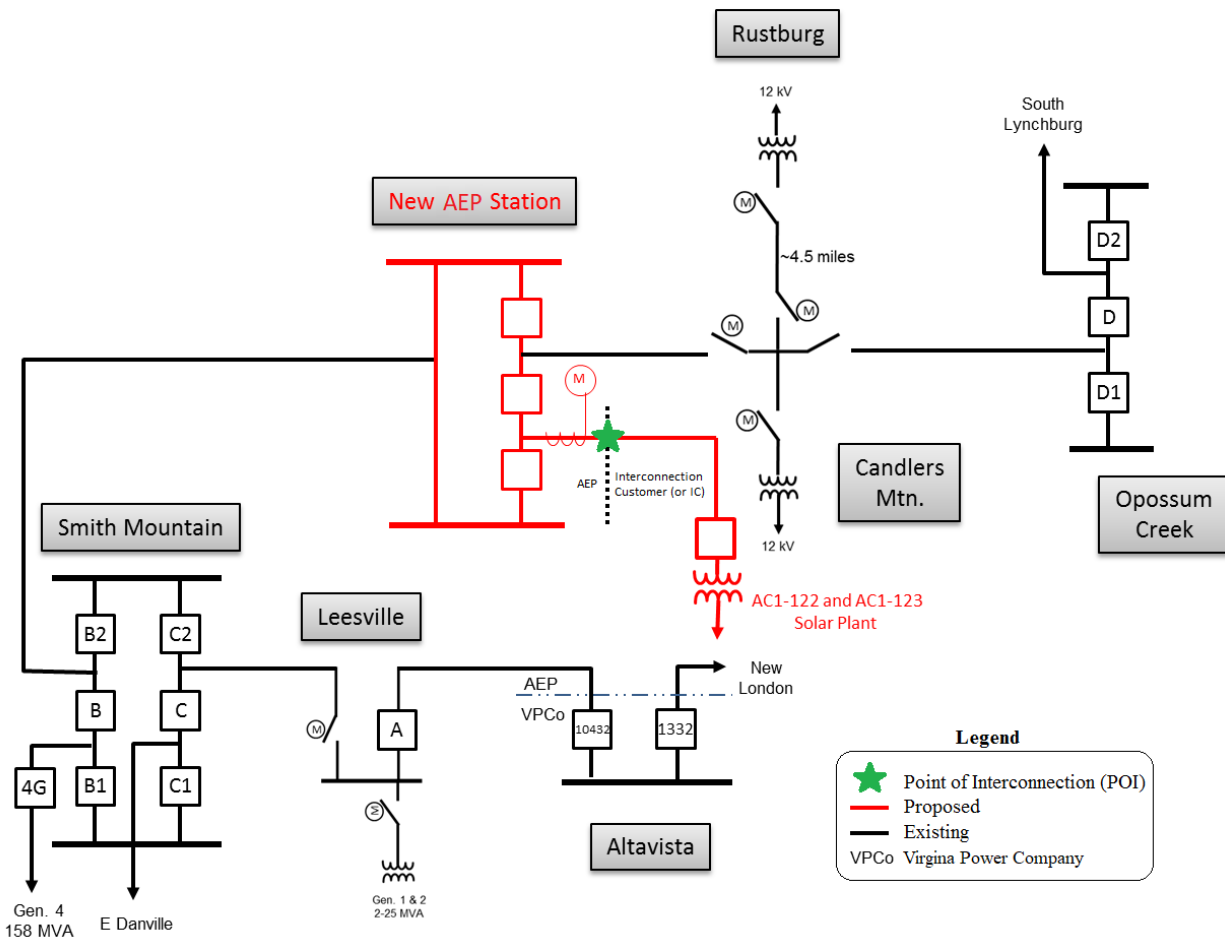 Rustburg
12 kV
South
Lynchburg
New AEP Station
M
D2
~4.5 miles
M
M
D
M
D1
M
AEP
Interconnection
Customer (or IC)
Candlers
Mtn.
Opossum
Creek
12 kV
Smith Mountain
AC1-122 and AC1-123
Solar Plant
Leesville
B2
C2
New
London
AEP
VPCo
B
C
M
A
10432
1332
4G
B1
C1
M
Altavista
Gen. 4
158 MVA
E Danville
Gen. 1 & 2
2-25 MVA
Legend
Point of Interconnection (POI)
Proposed
Existing
VPCo Virgina Power Company